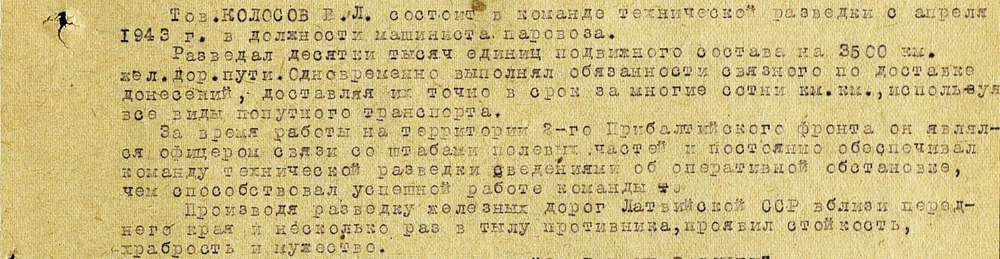 Тов.КОЛОСОВ В.Л. состоит в команде технической разведки с апреля
1943 г. в должности машиниста паровоза.
Разведал десятки тысяч единиц подвижного состава на 3500 км.
жел.дор.пути.Одновременно выполнял обязанности связного по доставке
донесений, доставляя их точно в срок за многие сотни км.км.,используя
все виды попутного транспорта.
За время работы на территории 2-го Прибалтийского фронта он являл-
ся офицером связи со штабами полевых частей и постоянно обеспечивал
команду технической разведки сведениями об оперативной обстановке,
чем способствовал успешной работе команды
Производя разведку железных дорог Латвийской ССР вблизи перед-
него края и несколько раз в тылу противника,проявил стойкость,
храбрость и мужество.